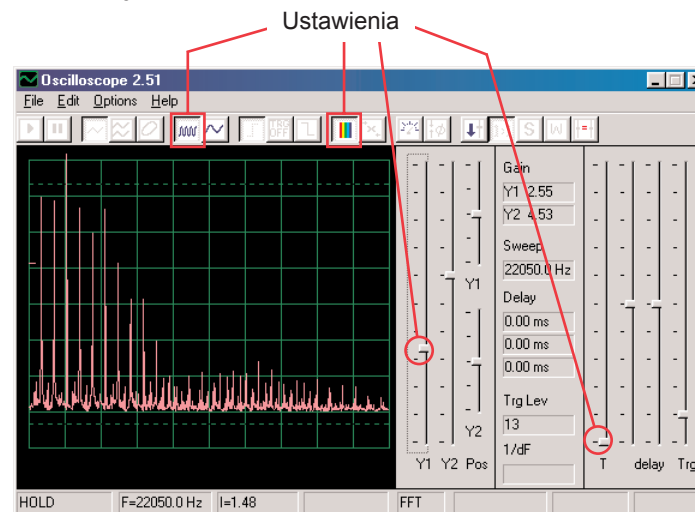 Ustawienia
Oscilloscope 2.51
File Edit Options Help
TRG
OFF
S
Gain
Y1 2.55
Y2 4.53
Sweep
22050.0 Hz
Delay
0.00 ms
0.00 ms
0.00 ms
Trg Lev
13
1/dF
Y1
Y2
Y1 Y2 Pos
T delay Trg
HOLD F=22050.0 Hz I=1.48 FFT